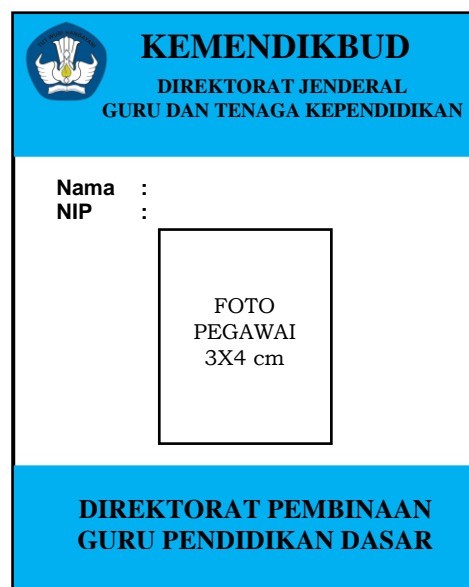 KEMENDIKBUD
DIREKTORAT JENDERAL
GURU DAN TENAGA KEPENDIDIKAN
Nama :
NIP :
FOTO
PEGAWAI
3X4 cm
DIREKTORAT PEMBINAAN
GURU PENDIDIKAN DASAR